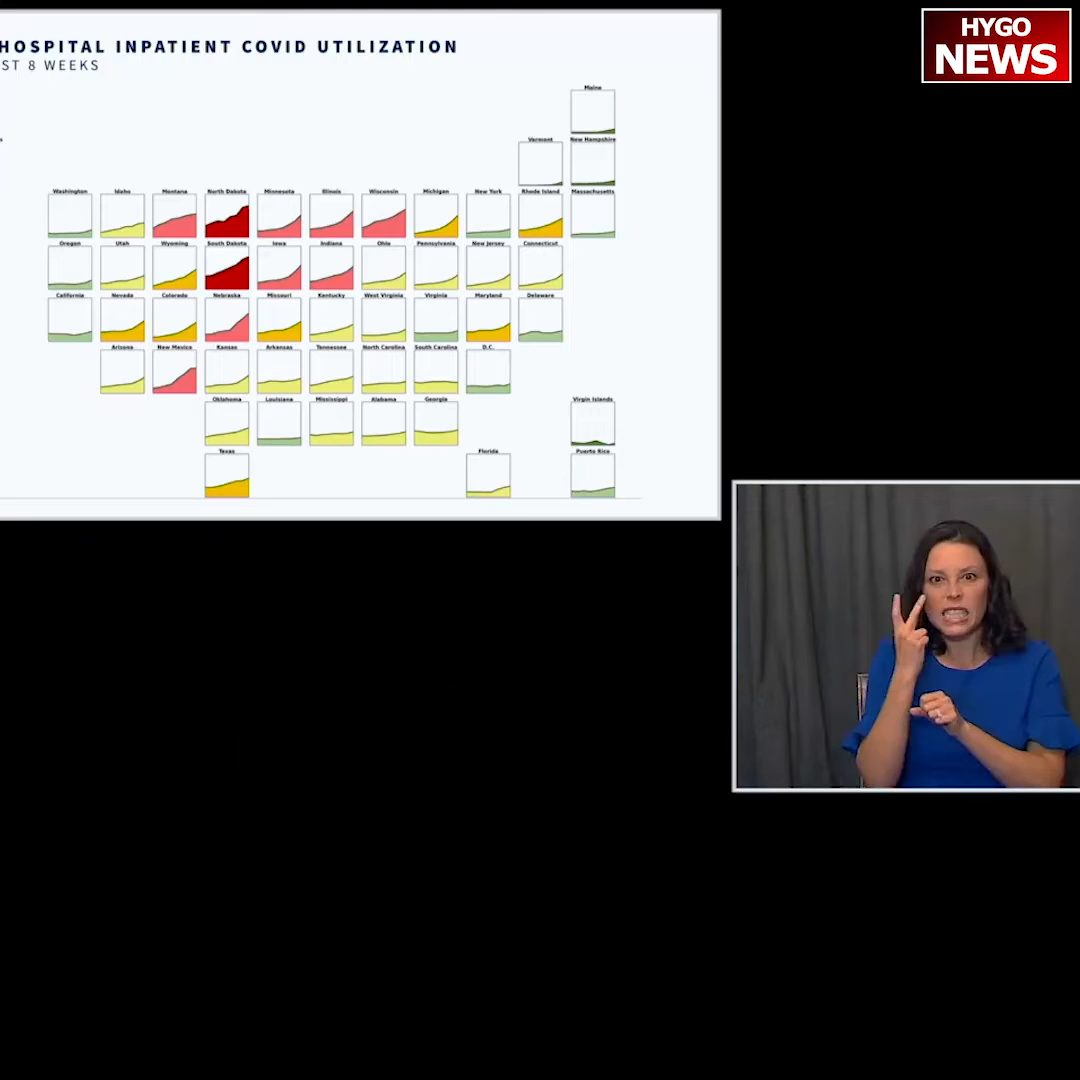 HYGO
NEWS
HOSPITAL INPATIENT COVID UTILIZATION
ST 8 WEEKS
Maine
Vermont New Hampshire
Washington Idaho Montana North Dakota Minnesota Illinois Wisconsin Michigan New York Rhode Island Massachusetts
Oregon Utah Wyoming South Dakota Iowa Indiana Ohio Pennsylvania New Jersey Connecticut
California Nevada Colorado Nebraska Missouri Kentucky West Virginia Virginia Maryland Delaware
Arizona New Mexico Kansas Arkansas Tennessee North Carolina South Carolina D.C.
Oklahoma Louisiana Mississippi Alabama Georgia Virgin Islands
Texas Florida Puerto Rico